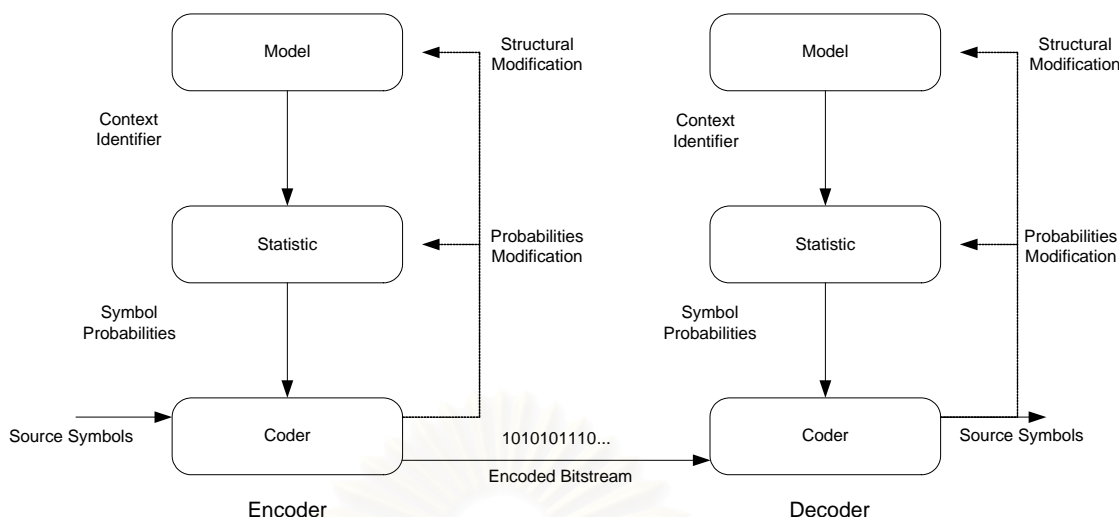 Model
Structural
Modification
Context
Identifier
Statistic
Probabilities
Modification
Symbol
Probabilities
Source Symbols
Coder
1010101110...
Encoded Bitstream
Encoder
Model
Structural
Modification
Context
Identifier
Statistic
Probabilities
Modification
Symbol
Probabilities
Coder
Source Symbols
Decoder